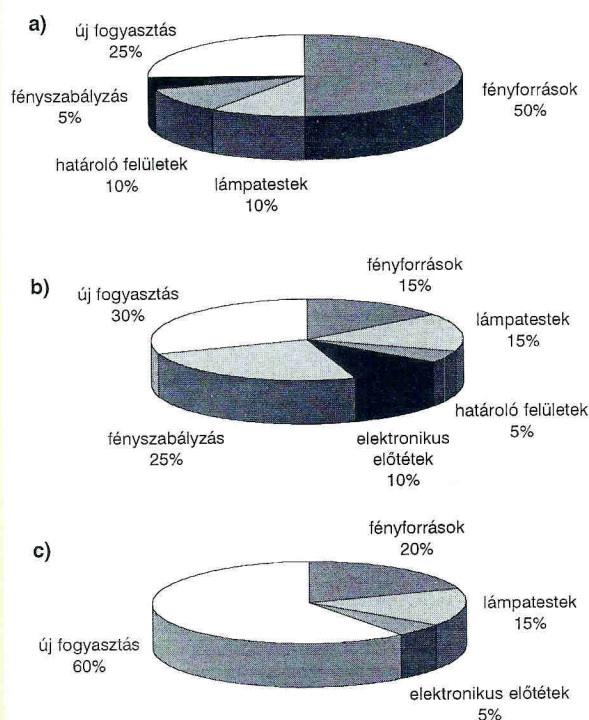 a)
új fogyasztás
25%
fényszabályzás
5%
határoló felületek
10%
lámpatestek
10%
fényforrások
50%
b)
új fogyasztás
30%
fényforrások
15%
lámpatestek
15%
határoló felületek
5%
elektronikus
előtétek
10%
fényszabályzás
25%
c)
fényforrások
20%
lámpatestek
15%
elektronikus előtétek
5%
új fogyasztás
60%